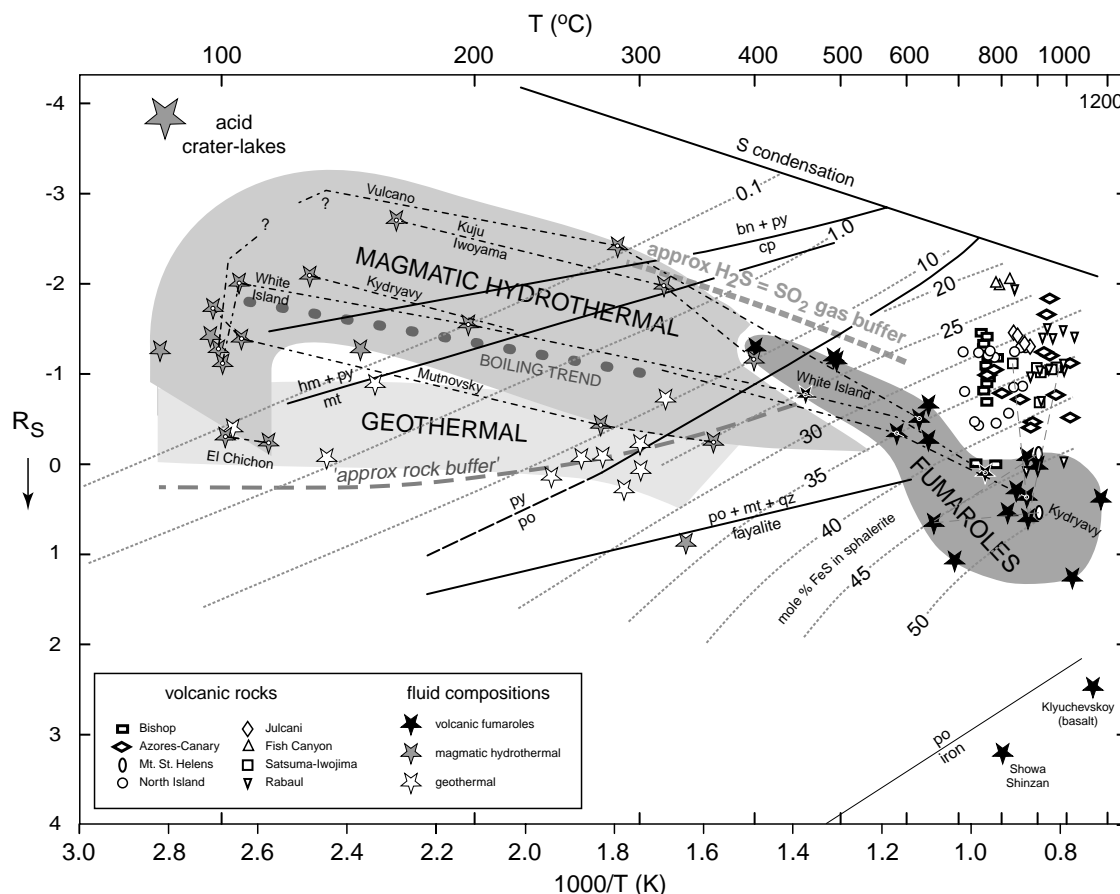 T (ºC)
100 200 300 400 500 600 800 1000
1200
-4
-3
-2
-1
0
1
2
3
4
R_S
acid
crater-lakes
S condensation
0.1
1.0
10
20
25
30
35
40
45
50
Vulcano
?
?
Kuju
Iwoyama
bn + py
cp
approx H₂S = SO₂ gas buffer
MAGMATIC HYDROTHERMAL
White
Island
Kydryavy
BOILING TREND
hm + py
mt
Mutnovsky
White Island
GEOTHERMAL
El Chichon
'approx rock buffer'
py
po
po + mt + qz
fayalite
FUMAROLES
Kydryavy
mole % FeS in sphalerite
Klyuchevskoy
(basalt)
po
iron
Showa
Shinzan
volcanic rocks
fluid compositions
Bishop
Azores-Canary
Mt. St. Helens
North Island
Julcani
Fish Canyon
Satsuma-Iwojima
Rabaul
volcanic fumaroles
magmatic hydrothermal
geothermal
3.0 2.8 2.6 2.4 2.2 2.0 1.8 1.6 1.4 1.2 1.0 0.8
1000/T (K)